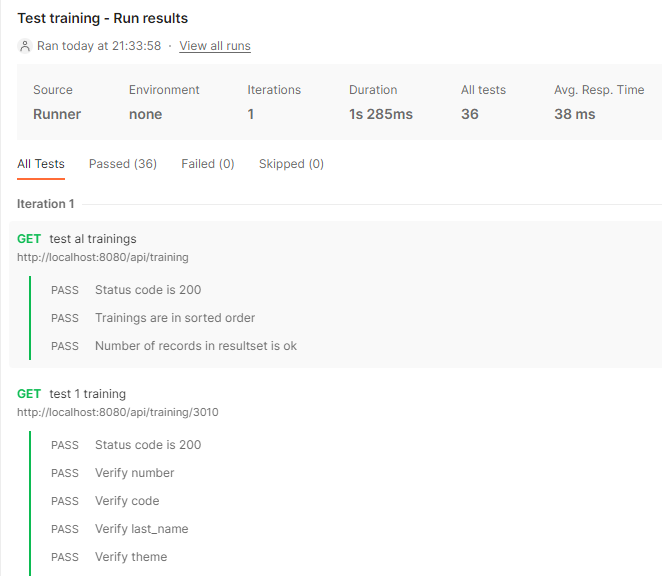 Test training - Run results
Ran today at 21:33:58 · View all runs
Source Environment Iterations Duration All tests Avg. Resp. Time
Runner none 1 1s 285ms 36 38 ms
All Tests Passed (36) Failed (0) Skipped (0)
Iteration 1
GET test al trainings
http://localhost:8080/api/training
PASS Status code is 200
PASS Trainings are in sorted order
PASS Number of records in resultset is ok
GET test 1 training
http://localhost:8080/api/training/3010
PASS Status code is 200
PASS Verify number
PASS Verify code
PASS Verify last_name
PASS Verify theme